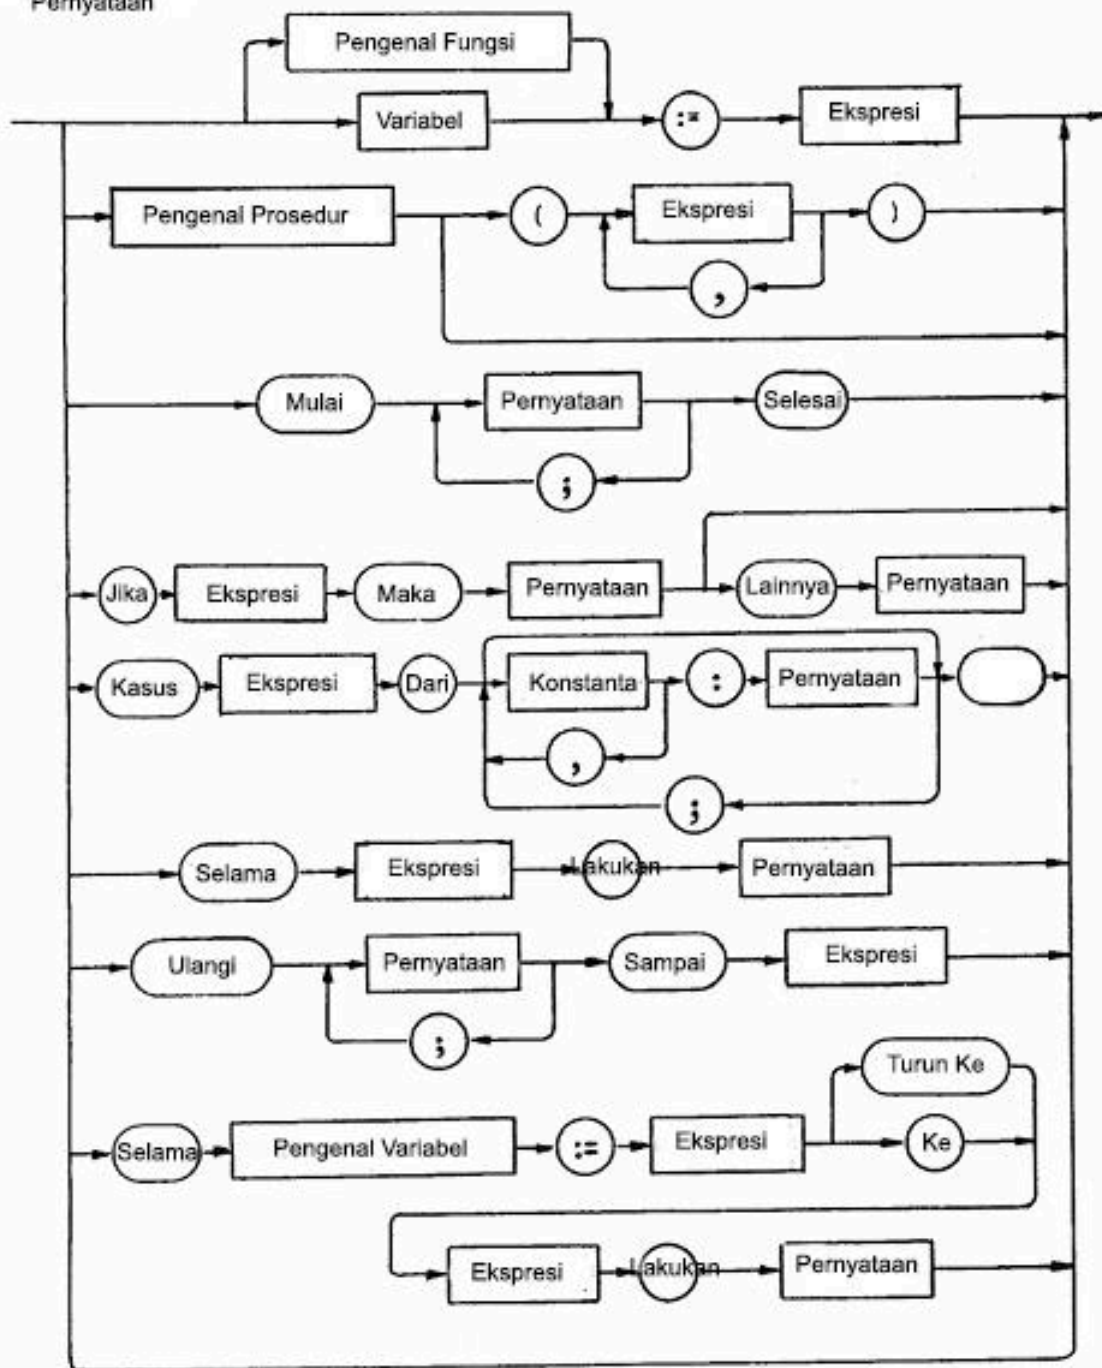 Pernyataan
Pengenal Fungsi
Variabel := Ekspresi
Pengenal Prosedur ( Ekspresi )
,
Mulai Pernyataan Selesai
;
Jika Ekspresi Maka Pernyataan Lainnya Pernyataan
Kasus Ekspresi Dari Konstanta : Pernyataan
,
;
Selama Ekspresi Lakukan Pernyataan
Ulangi Pernyataan Sampai Ekspresi
;
Turun Ke
Selama Pengenal Variabel := Ekspresi Ke
Ekspresi Lakukan Pernyataan